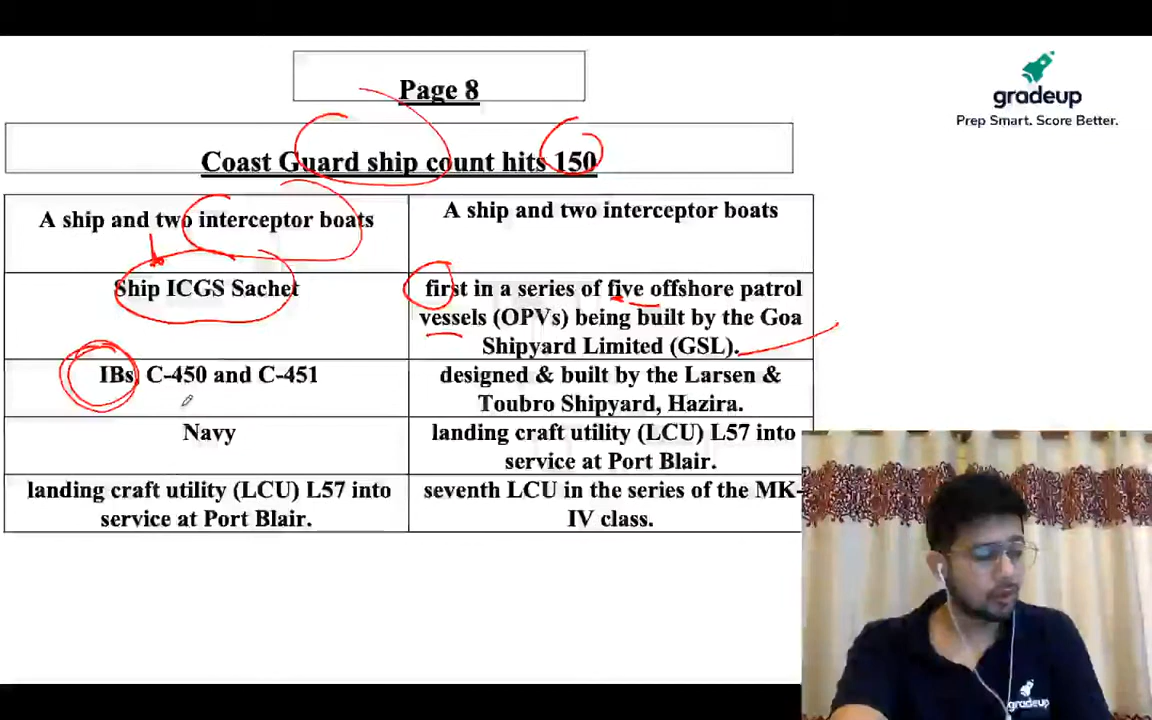 Page 8
gradeup
Prep Smart. Score Better.
Coast Guard ship count hits 150
A ship and two interceptor boats
A ship and two interceptor boats
Ship ICGS Sachet
first in a series of five offshore patrol
vessels (OPVs) being built by the Goa
Shipyard Limited (GSL).
IBs, C-450 and C-451
designed & built by the Larsen &
Toubro Shipyard, Hazira.
Navy
landing craft utility (LCU) L57 into
service at Port Blair.
landing craft utility (LCU) L57 into
service at Port Blair.
seventh LCU in the series of the MK-
IV class.
gradeup